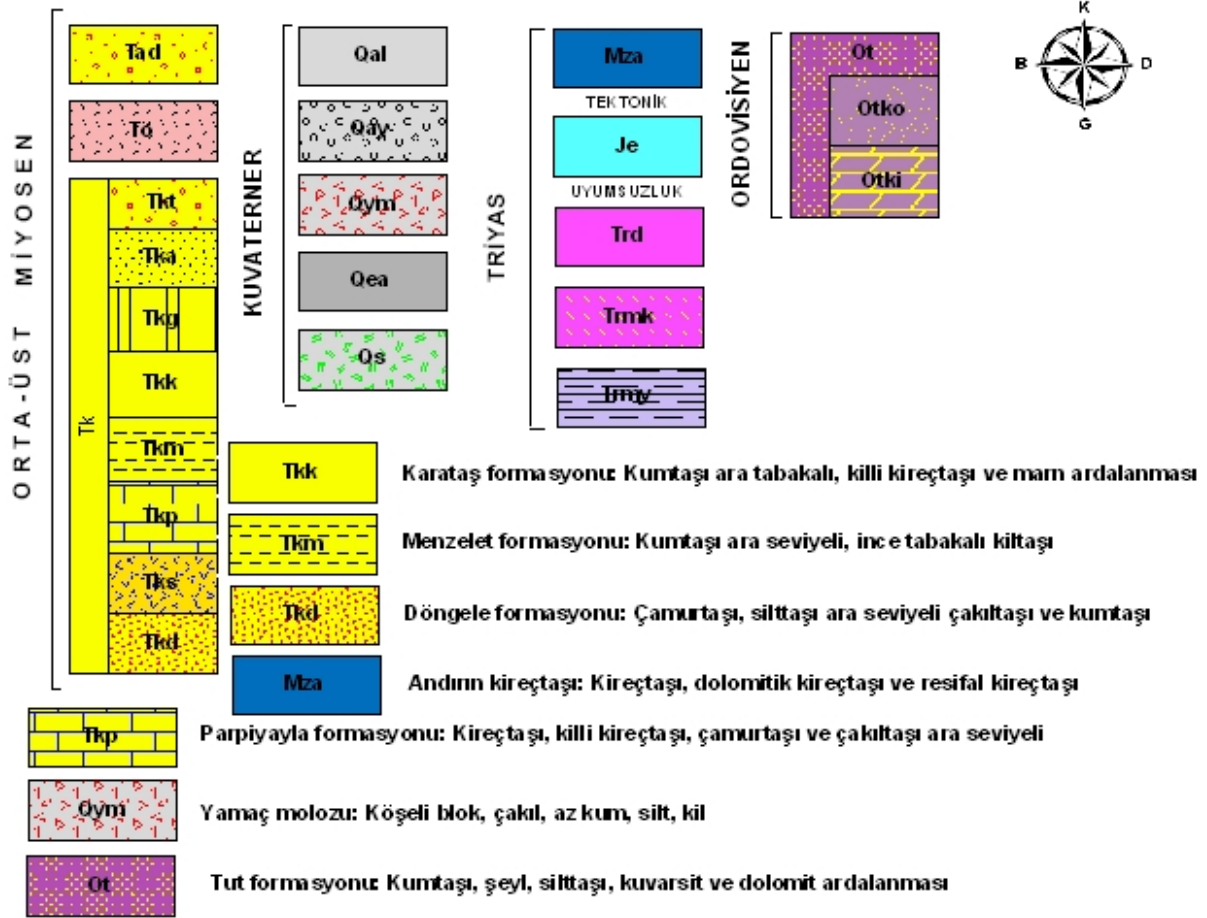 ORTA-ÜST MİYOSEN
Tad
Tö
Tk
Tkt
Tka
Tkg
Tkk
Tkm
Tkp
Tks
Tkd
KUVATERNER
Qal
Qay
Qym
Qea
Qs
TRİYAS
Mza
TEKTONİK
Je
UYUMSUZLUK
Trd
Trmk
Trmy
ORDOVİSİYEN
Ot
Otko
Otki
K
B D
G
Tkk Karataş formasyonu: Kumtaşı ara tabakalı, killi kireçtaşı ve marn ardalanması
Tkm Menzelet formasyonu: Kumtaşı ara seviyeli, ince tabakalı kiltaşı
Tkd Döngele formasyonu: Çamurtaşı, silttaşı ara seviyeli çakıltaşı ve kumtaşı
Mza Andırın kireçtaşı: Kireçtaşı, dolomitik kireçtaşı ve resifal kireçtaşı
Tkp Parpiyayla formasyonu: Kireçtaşı, killi kireçtaşı, çamurtaşı ve çakıltaşı ara seviyeli
Qym Yamaç molozu: Köşeli blok, çakıl, az kum, silt, kil
Ot Tut formasyonu: Kumtaşı, şeyl, silttaşı, kuvarsit ve dolomit ardalanması